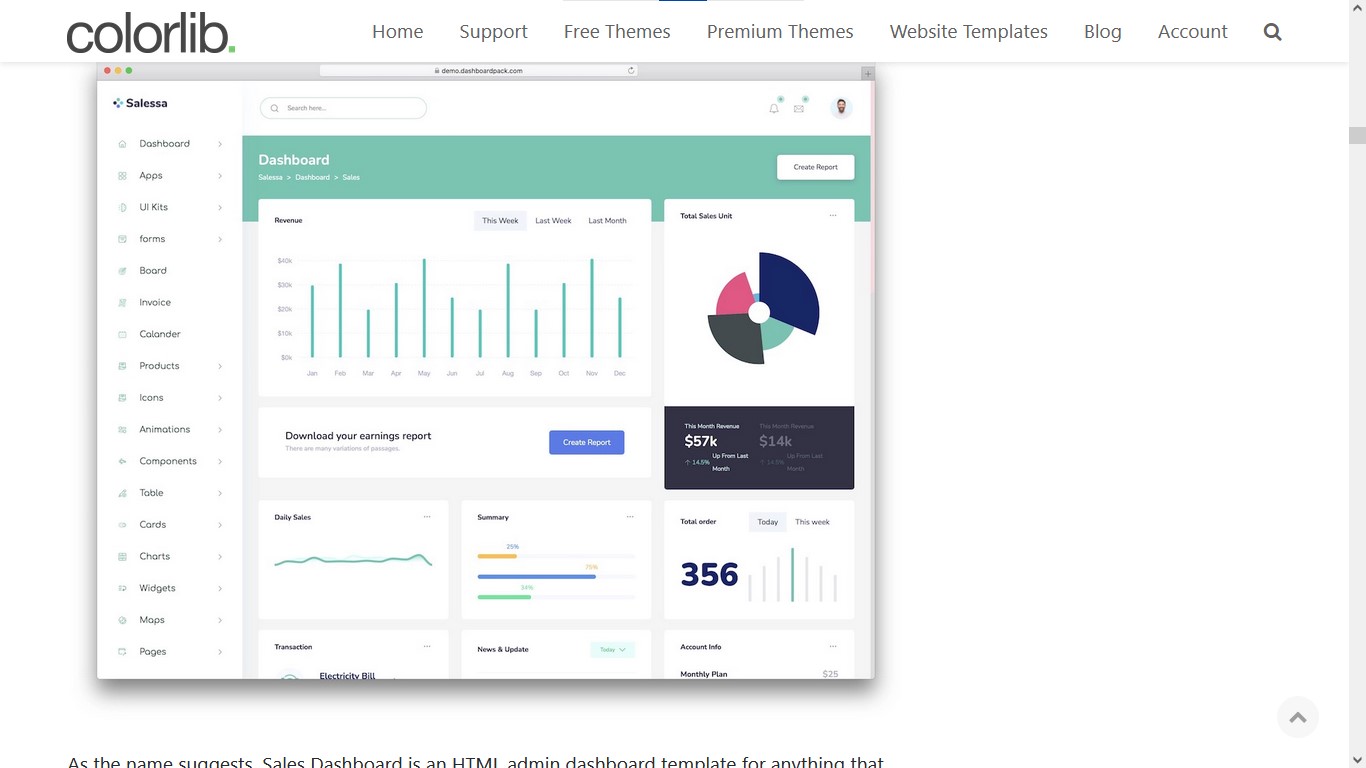 colorlib.
Home Support Free Themes Premium Themes Website Templates Blog Account
demo.dashboardpack.com
Salessa
Search here...
Dashboard
Apps
UI Kits
forms
Board
Invoice
Calander
Products
Icons
Animations
Components
Table
Cards
Charts
Widgets
Maps
Pages
Dashboard
Salessa > Dashboard > Sales
Create Report
Revenue
This Week Last Week Last Month
$40k
$30k
$20k
$10k
$0k
Jan Feb Mar Apr May Jun Jul Aug Sep Oct Nov Dec
Total Sales Unit
This Month Revenue
$57k
14.5% Up From Last
Month
This Month Revenue
$14k
14.5% Up From Last
Month
Download your earnings report
There are many variations of passages.
Create Report
Daily Sales
Summary
25%
75%
34%
Total order
Today This week
356
Transaction
Electricity Bill
News & Update
Today
Account Info
Monthly Plan $25
As the name suggests, Sales Dashboard is an HTML admin dashboard template for anything that